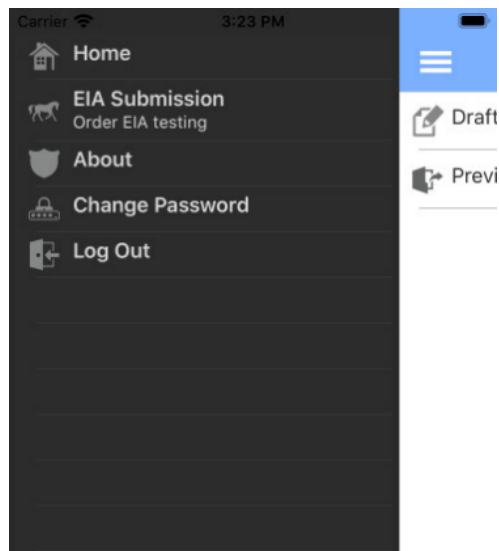 Carrier 3:23 PM
Home
EIA Submission
Order EIA testing
About
Change Password
Log Out
Draft
Previ